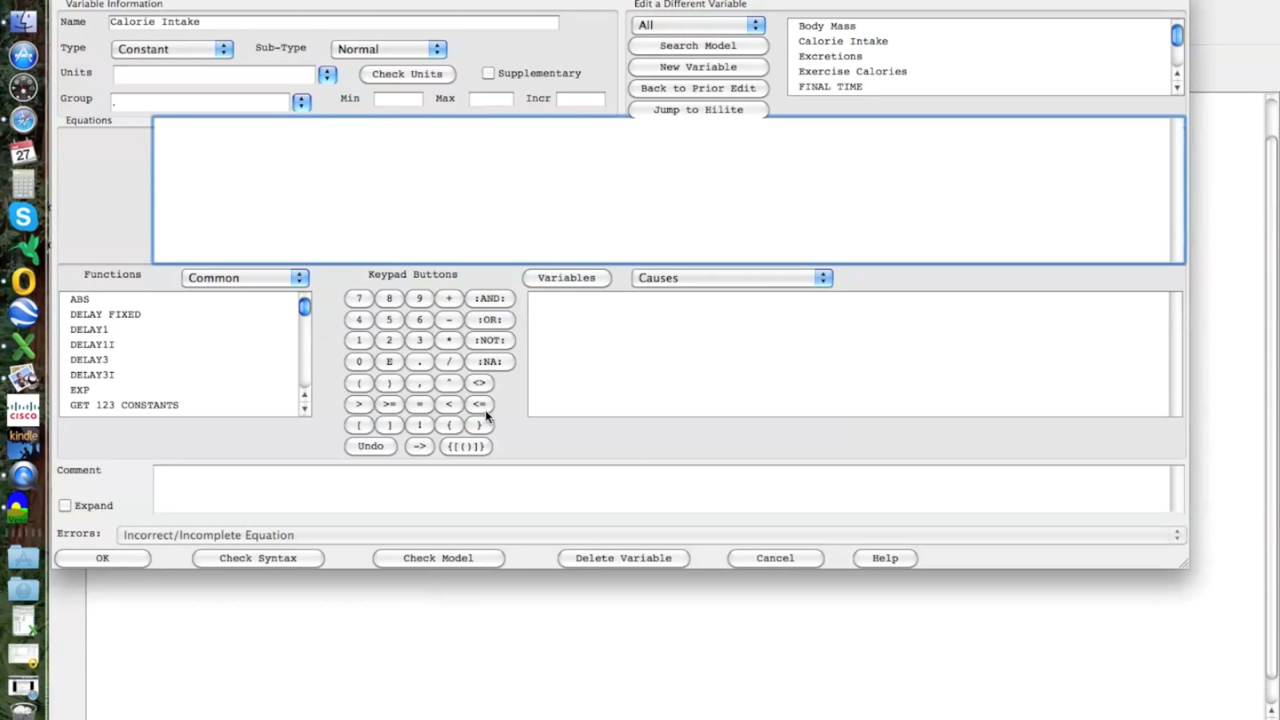 Variable Information
Edit a Different Variable
Name Calorie Intake
All
Search Model
New Variable
Back to Prior Edit
Jump to Hilite
Body Mass
Calorie Intake
Excretions
Exercise Calories
FINAL TIME
Type Constant Sub-Type Normal
Units Check Units Supplementary
Group . Min Max Incr
Equations
Functions Common
ABS
DELAY FIXED
DELAY1
DELAY1I
DELAY3
DELAY3I
EXP
GET 123 CONSTANTS
Keypad Buttons
7 8 9 + :AND:
4 5 6 - :OR:
1 2 3 * :NOT:
0 E . / :NA:
( ) , ^ <>
> >= = < <=
[ ] ! { }
Undo -> {[()]}
Variables Causes
Comment
Expand
Errors: Incorrect/Incomplete Equation
OK Check Syntax Check Model Delete Variable Cancel Help
27
CISCO
kindle